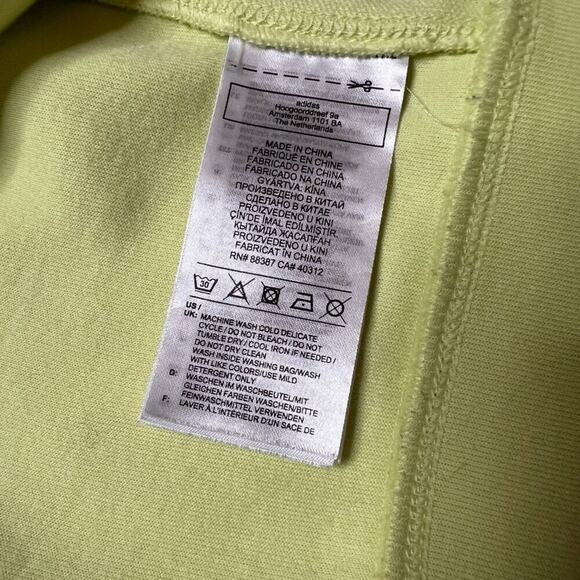 adidas
Hoogoorddreef 9a
Amsterdam 1101 BA
The Netherlands
MADE IN CHINA
FABRIQUÉ EN CHINE
FABRICADO EN CHINA
FABRICADO NA CHINA
GYÁRTVA: KÍNA
ПРОИЗВЕДЕНО В КИТАЙ
СДЕЛАНО В КИТАЕ
PROIZVEDENO U KINI
ÇİN'DE İMAL EDİLMİŞTİR
ҚЫТАЙДА ЖАСАЛҒАН
PROIZVEDENO U KINI
FABRICAT ÎN CHINA
RN# 88387 CA# 40312
30
US /
UK: MACHINE WASH COLD DELICATE
CYCLE / DO NOT BLEACH / DO NOT
TUMBLE DRY / COOL IRON IF NEEDED /
DO NOT DRY CLEAN
WASH INSIDE WASHING BAG/WASH
WITH LIKE COLORS/USE MILD
DETERGENT ONLY
D: WASCHEN IM WASCHBEUTEL/MIT
GLEICHEN FARBEN WASCHEN/BITTE
FEINWASCHMITTEL VERWENDEN
F: LAVER À L'INTÉRIEUR D'UN SAC DE